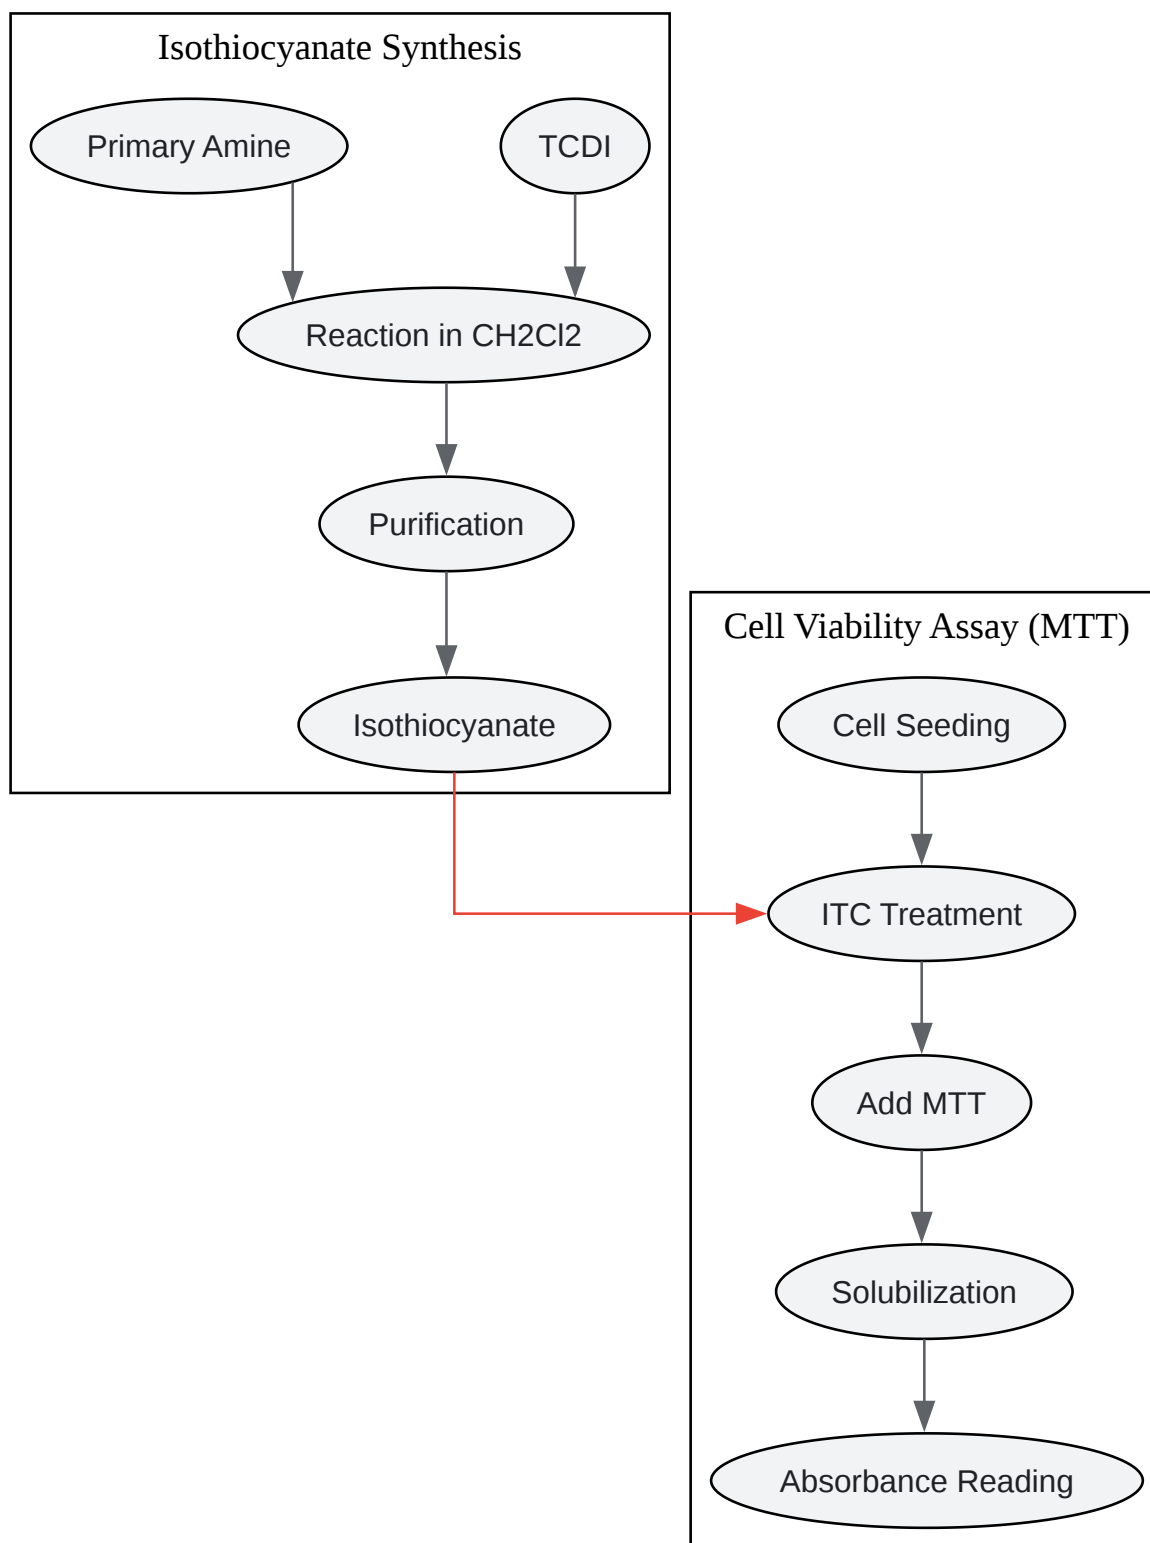 Isothiocyanate Synthesis
Primary Amine
TCDI
Reaction in CH2Cl2
Purification
Isothiocyanate
Cell Viability Assay (MTT)
Cell Seeding
ITC Treatment
Add MTT
Solubilization
Absorbance Reading